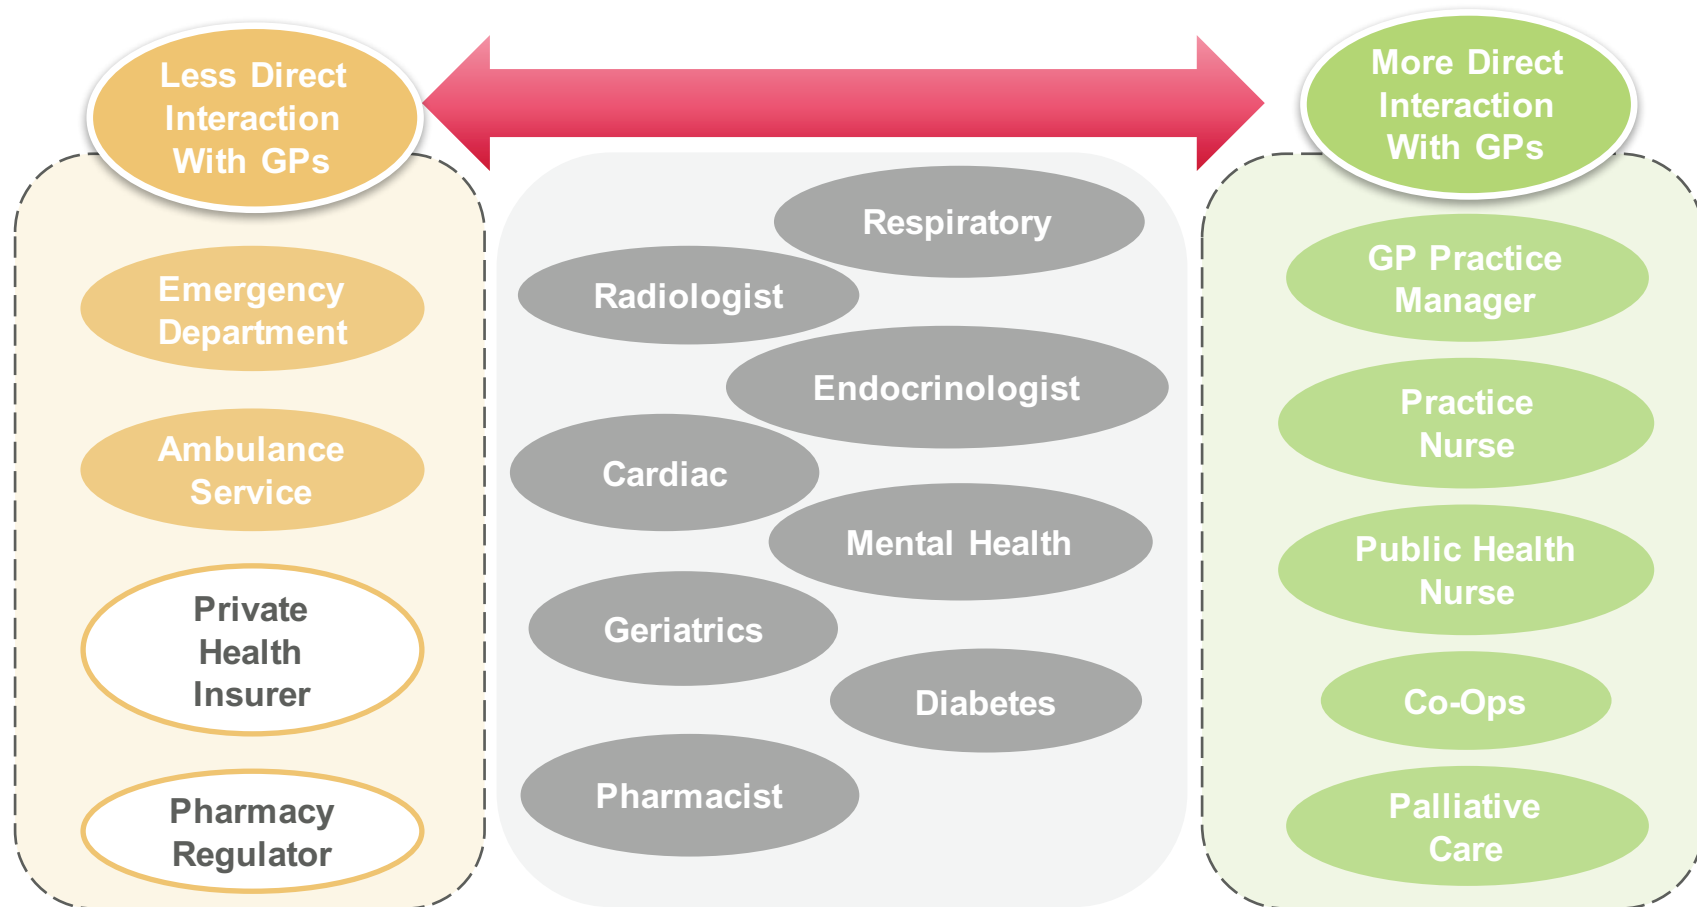 Less Direct
Interaction
With GPs
More Direct
Interaction
With GPs
Emergency
Department
Ambulance
Service
Private
Health
Insurer
Pharmacy
Regulator
Respiratory
Radiologist
Endocrinologist
Cardiac
Mental Health
Geriatrics
Diabetes
Pharmacist
GP Practice
Manager
Practice
Nurse
Public Health
Nurse
Co-Ops
Palliative
Care